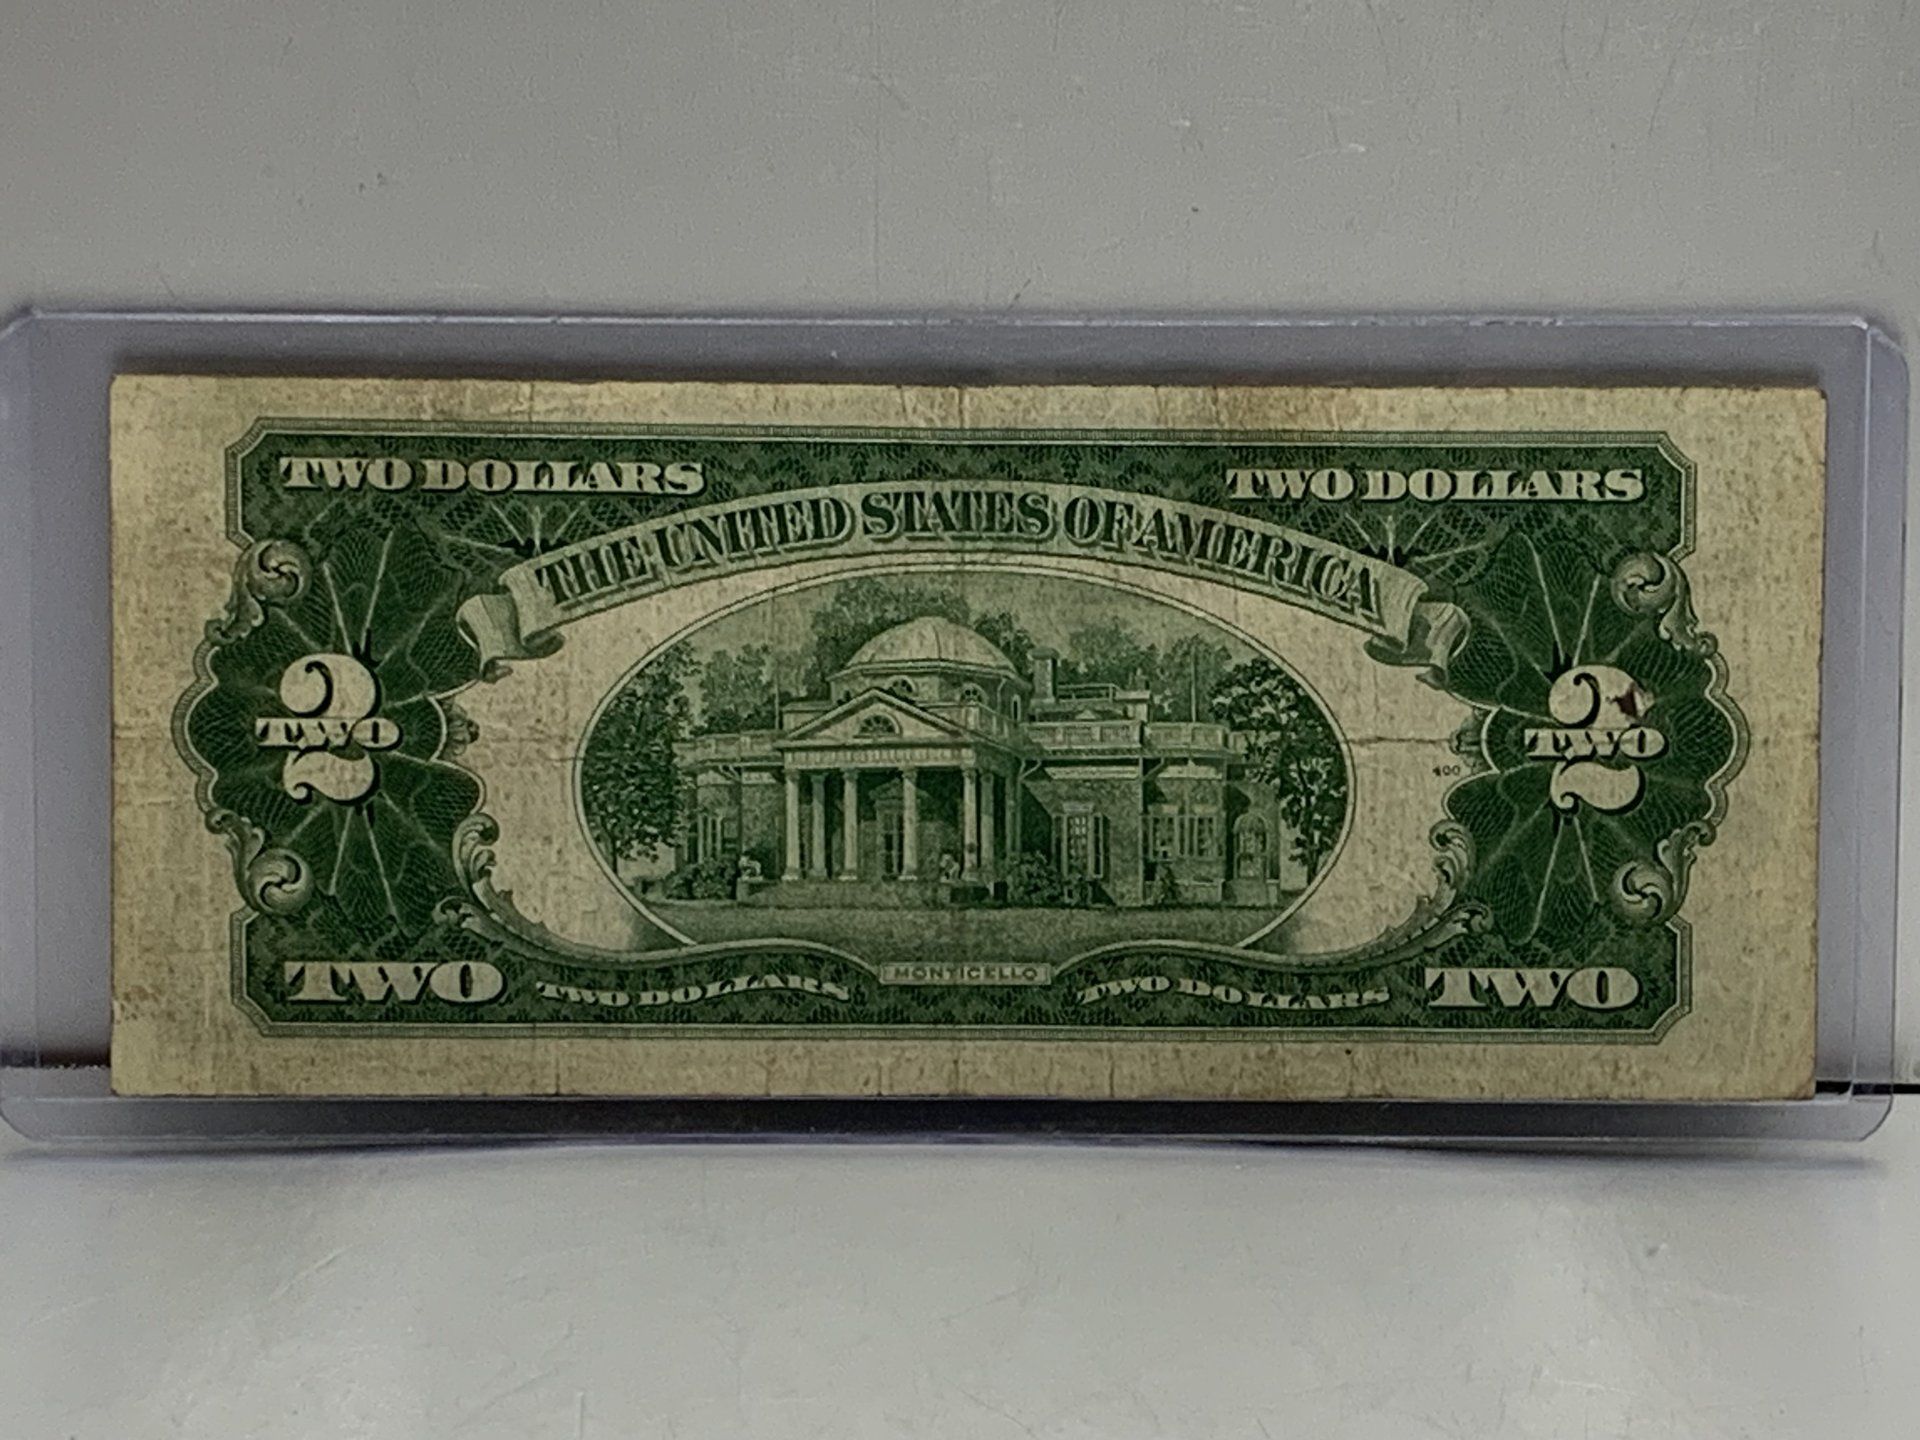 TWO DOLLARS TWO DOLLARS
THE UNITED STATES OF AMERICA
2 2
TWO TWO
400
MONTICELLO
TWO TWO DOLLARS TWO DOLLARS TWO